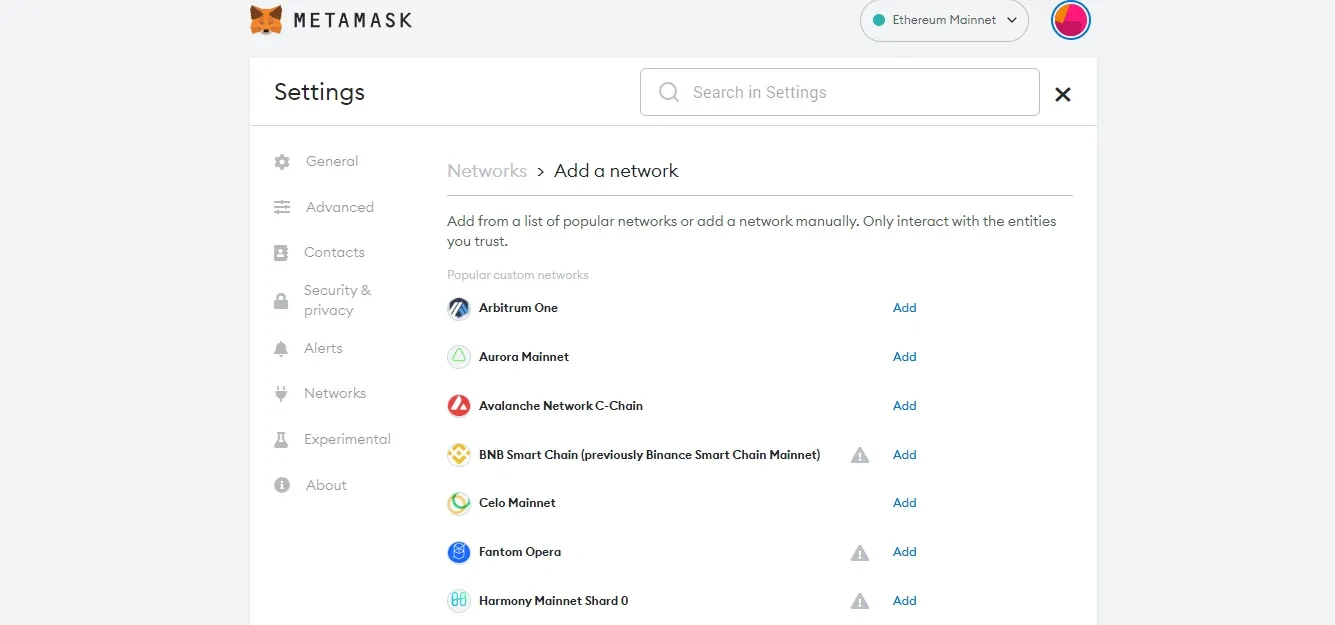 METAMASK
Ethereum Mainnet
Settings
Search in Settings
General
Advanced
Contacts
Security &
privacy
Alerts
Networks
Experimental
About
Networks > Add a network
Add from a list of popular networks or add a network manually. Only interact with the entities
you trust.
Popular custom networks
Arbitrum One Add
Aurora Mainnet Add
Avalanche Network C-Chain Add
BNB Smart Chain (previously Binance Smart Chain Mainnet) Add
Celo Mainnet Add
Fantom Opera Add
Harmony Mainnet Shard 0 Add